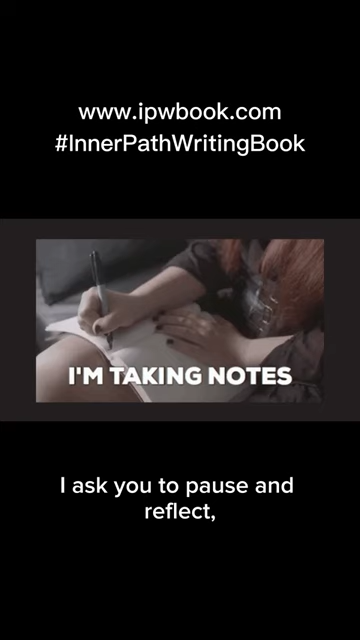 www.ipwbook.com
#InnerPathWritingBook
I'M TAKING NOTES
I ask you to pause and
reflect,